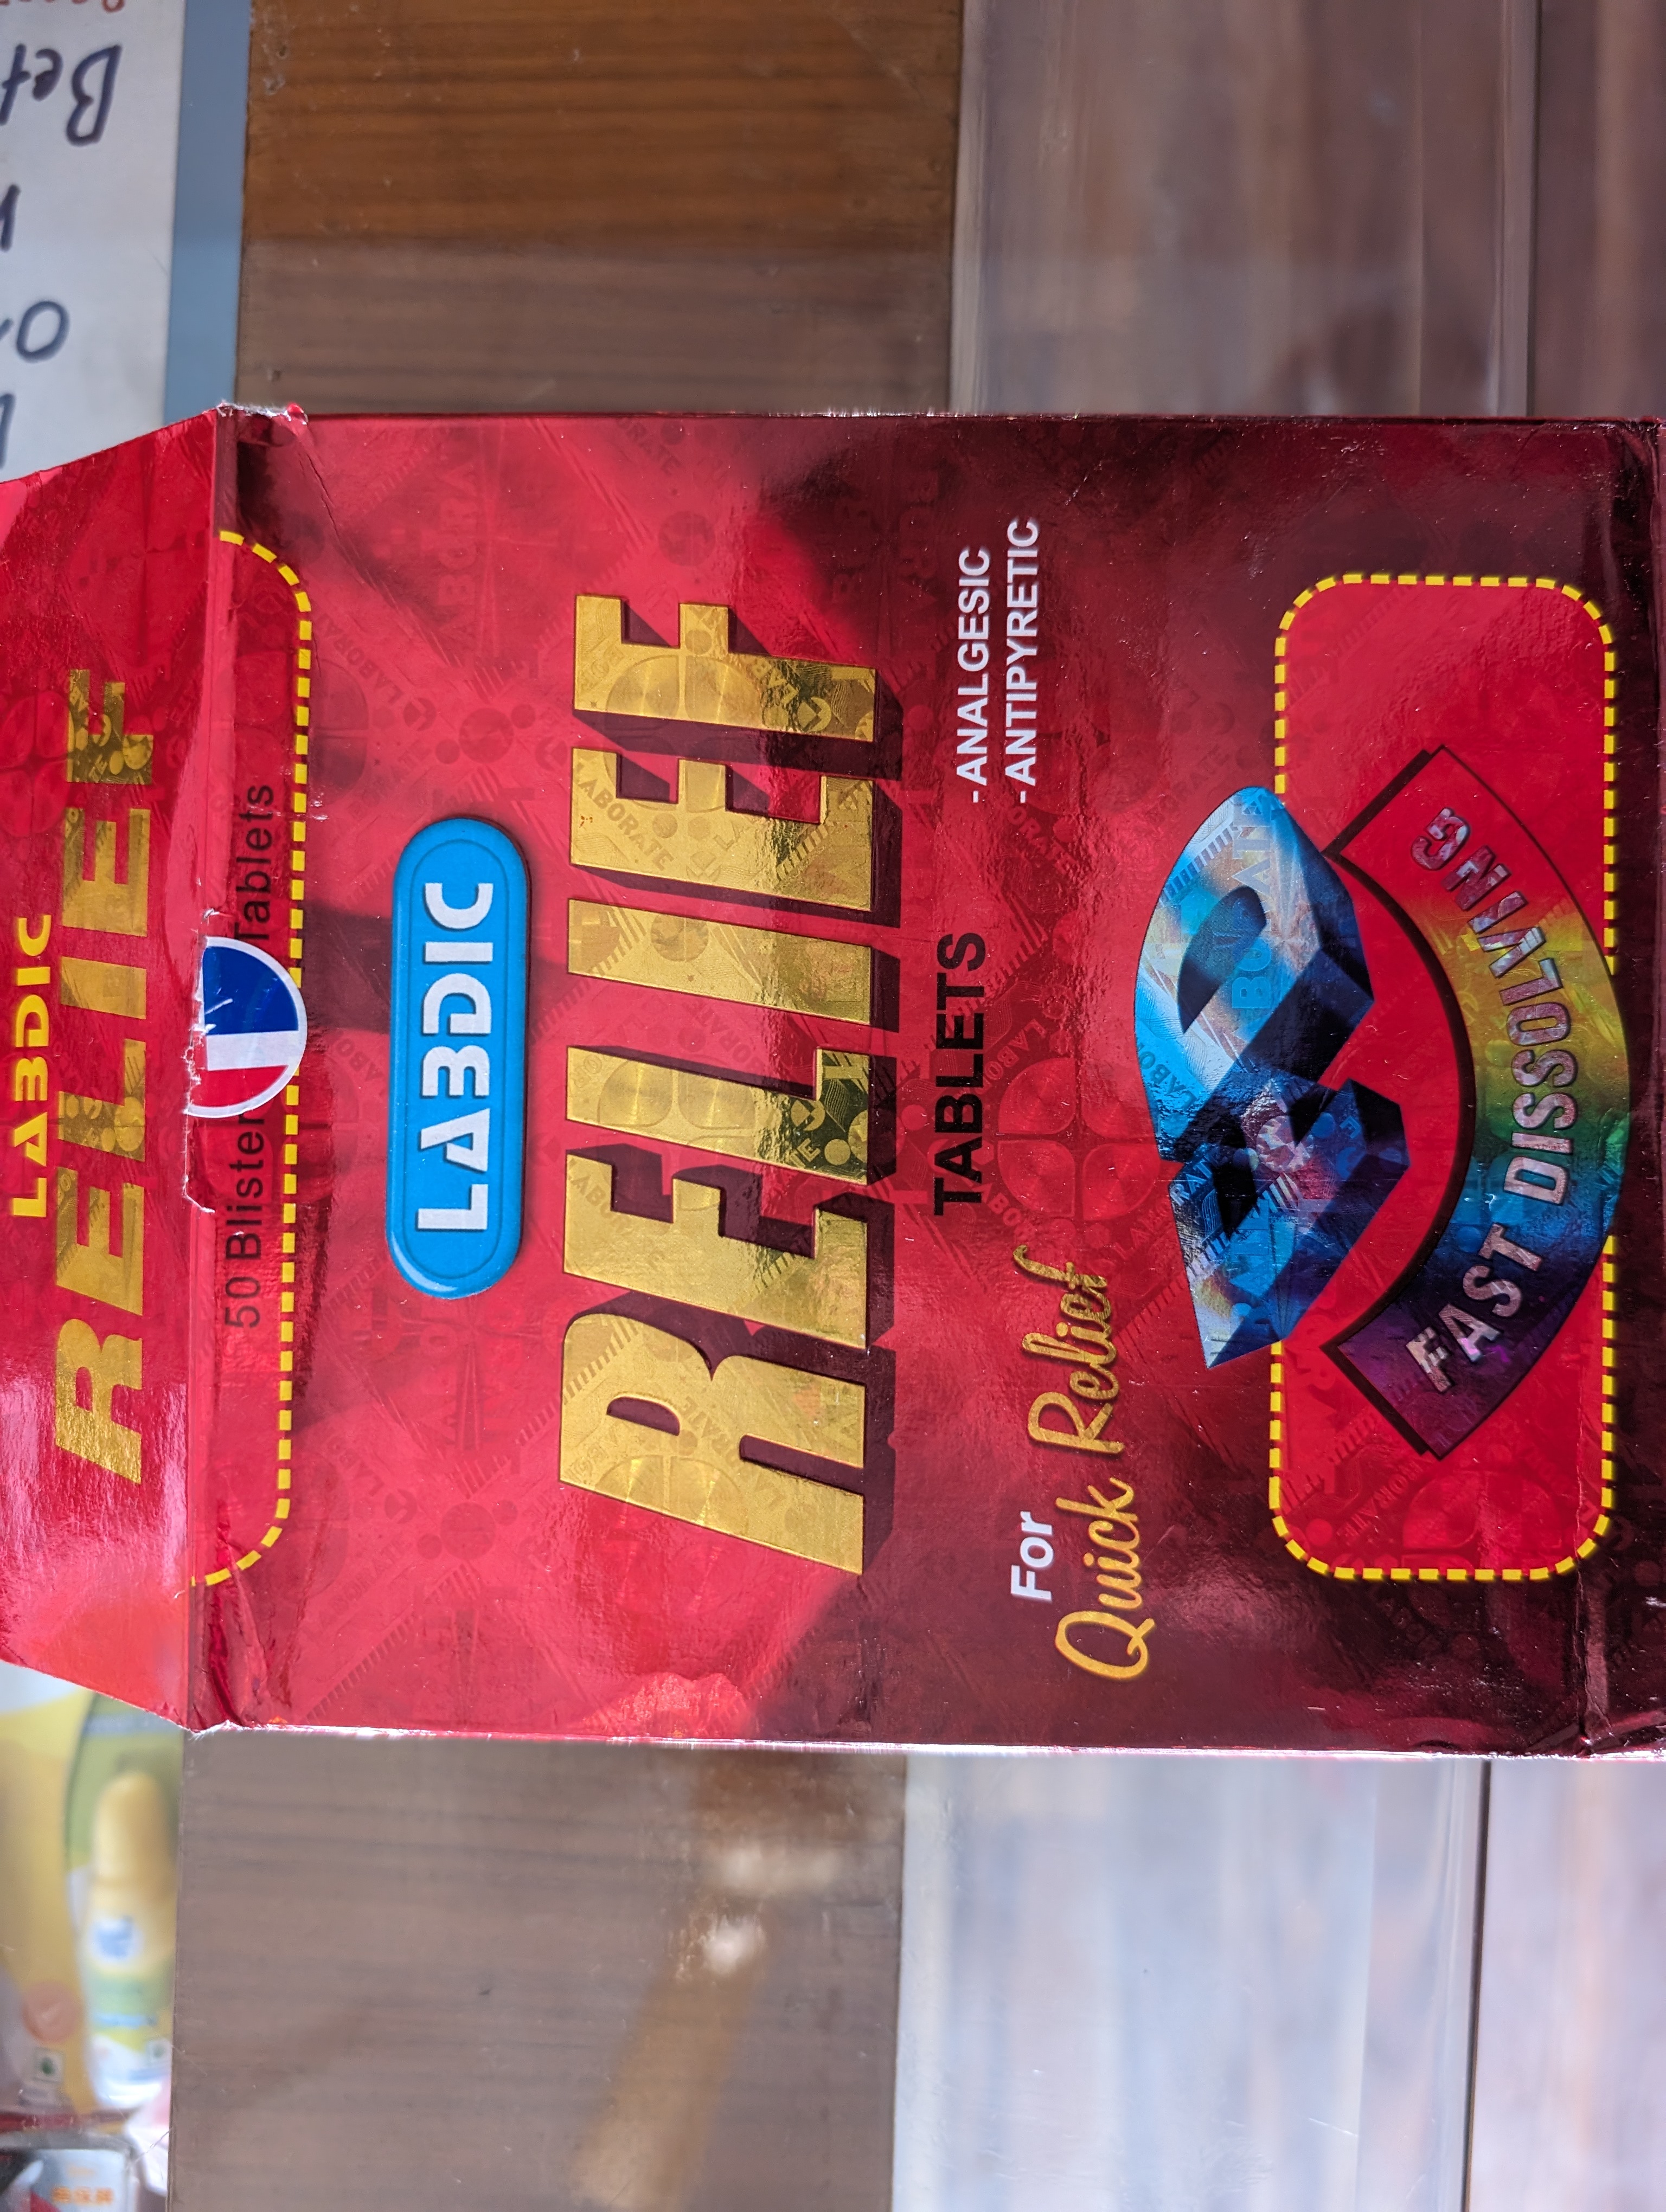 LABDIC
RELIEF
50 Blister
Tablets
LABDIC
RELIEF
TABLETS
-ANALGESIC
-ANTIPYRETIC
For
Quick Relief
FAST DISSOLVING